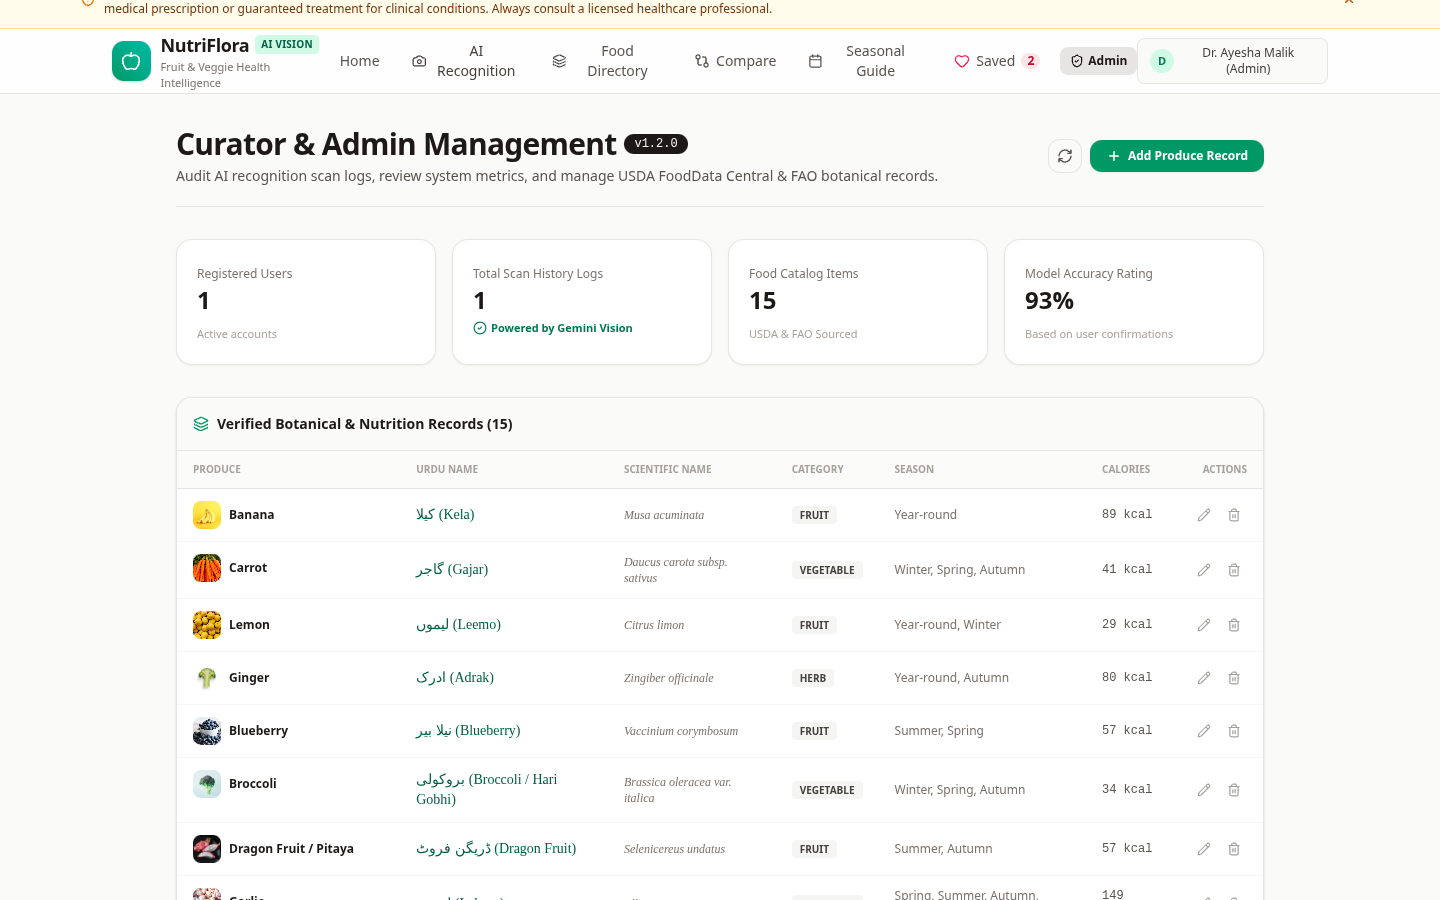 medical prescription or guaranteed treatment for clinical conditions. Always consult a licensed healthcare professional.
NutriFlora AI VISION
Fruit & Veggie Health
Intelligence
Home
AI
Recognition
Food
Directory
Compare
Seasonal
Guide
Saved 2
Admin
D
Dr. Ayesha Malik
(Admin)
Curator & Admin Management v1.2.0
Audit AI recognition scan logs, review system metrics, and manage USDA FoodData Central & FAO botanical records.
Add Produce Record
Registered Users
1
Active accounts
Total Scan History Logs
1
Powered by Gemini Vision
Food Catalog Items
15
USDA & FAO Sourced
Model Accuracy Rating
93%
Based on user confirmations
Verified Botanical & Nutrition Records (15)
PRODUCE URDU NAME SCIENTIFIC NAME CATEGORY SEASON CALORIES ACTIONS
Banana کیلا (Kela) Musa acuminata FRUIT Year-round 89 kcal
Carrot گاجر (Gajar) Daucus carota subsp. sativus VEGETABLE Winter, Spring, Autumn 41 kcal
Lemon لیموں (Leemo) Citrus limon FRUIT Year-round, Winter 29 kcal
Ginger ادرک (Adrak) Zingiber officinale HERB Year-round, Autumn 80 kcal
Blueberry نیلا بیر (Blueberry) Vaccinium corymbosum FRUIT Summer, Spring 57 kcal
Broccoli بروکولی (Broccoli / Hari Gobhi) Brassica oleracea var. italica VEGETABLE Winter, Spring, Autumn 34 kcal
Dragon Fruit / Pitaya ڈریگن فروٹ (Dragon Fruit) Selenicereus undatus FRUIT Summer, Autumn 57 kcal
Garlic Spring, Summer, Autumn, 149